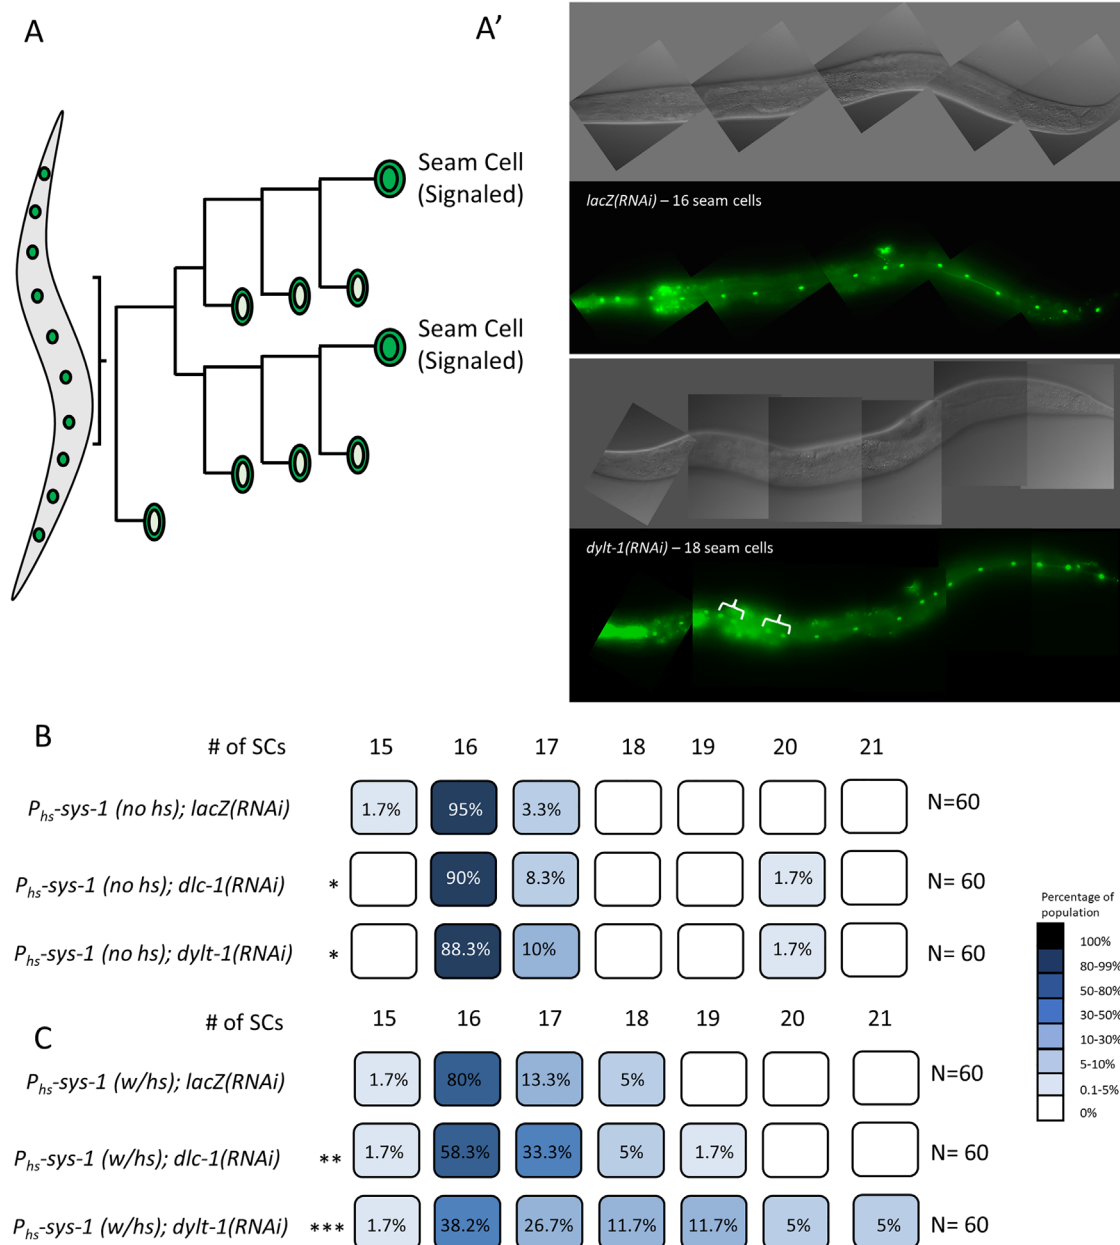 A
A’
Seam Cell
(Signaled)
Seam Cell
(Signaled)
lacZ(RNAi) – 16 seam cells
dylt-1(RNAi) – 18 seam cells
B
# of SCs 15 16 17 18 19 20 21
Phs-sys-1 (no hs); lacZ(RNAi) 1.7% 95% 3.3% N=60
Phs-sys-1 (no hs); dlc-1(RNAi) * 90% 8.3% 1.7% N= 60
Phs-sys-1 (no hs); dylt-1(RNAi) * 88.3% 10% 1.7% N= 60
C
# of SCs 15 16 17 18 19 20 21
Phs-sys-1 (w/hs); lacZ(RNAi) 1.7% 80% 13.3% 5% N=60
Phs-sys-1 (w/hs); dlc-1(RNAi) ** 1.7% 58.3% 33.3% 5% 1.7% N= 60
Phs-sys-1 (w/hs); dylt-1(RNAi) *** 1.7% 38.2% 26.7% 11.7% 11.7% 5% 5% N= 60
Percentage of
population
100%
80-99%
50-80%
30-50%
10-30%
5-10%
0.1-5%
0%